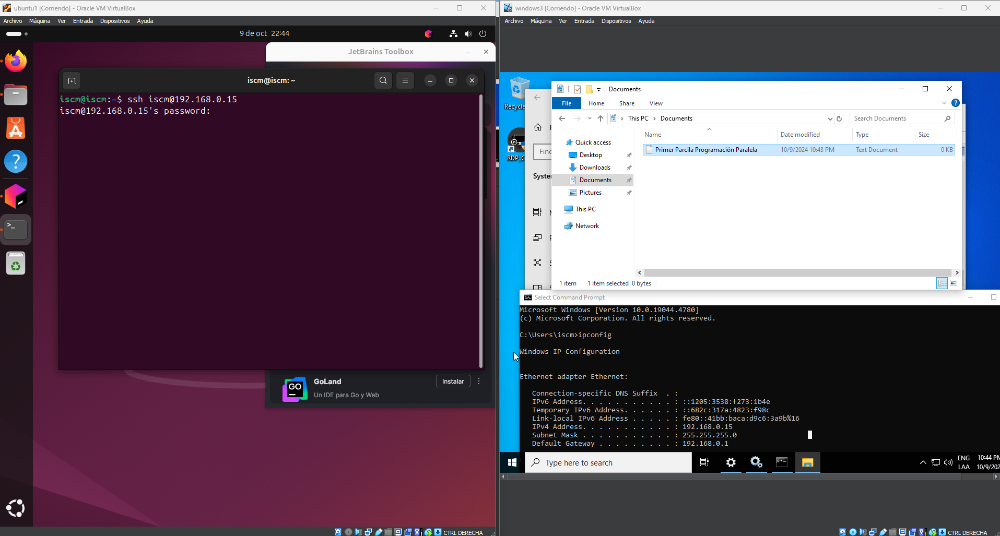 ubuntu1 [Corriendo] - Oracle VM VirtualBox
Archivo Máquina Ver Entrada Dispositivos Ayuda
9 de oct 22:44
JetBrains Toolbox
iscm@iscm: ~
iscm@iscm:~$ ssh iscm@192.168.0.15
iscm@192.168.0.15's password:
GO
GoLand
Un IDE para Go y Web
Instalar
CTRL DERECHA
windows3 [Corriendo] - Oracle VM VirtualBox
Archivo Máquina Ver Entrada Dispositivos Ayuda
Recycle
RDP_C
Find
System
Documents
File Home Share View
This PC > Documents
Search Documents
Name Date modified Type Size
Primer Parcila Programación Paralela 10/9/2024 10:43 PM Text Document 0 KB
Quick access
Desktop
Downloads
Documents
Pictures
This PC
Network
1 item 1 item selected 0 bytes
Select Command Prompt
Microsoft Windows [Version 10.0.19044.4780]
(c) Microsoft Corporation. All rights reserved.
C:\Users\iscm>ipconfig
Windows IP Configuration
Ethernet adapter Ethernet:
Connection-specific DNS Suffix . :
IPv6 Address. . . . . . . . . . . : ::1205:3538:f273:1b4e
Temporary IPv6 Address. . . . . . : ::682c:317a:4823:f98c
Link-local IPv6 Address . . . . . : fe80::41bb:baca:d9c6:3a9b%16
IPv4 Address. . . . . . . . . . . : 192.168.0.15
Subnet Mask . . . . . . . . . . . : 255.255.255.0
Default Gateway . . . . . . . . . : 192.168.0.1
Type here to search
ENG
LAA
10:44 PM
10/9/202
CTRL DERECHA